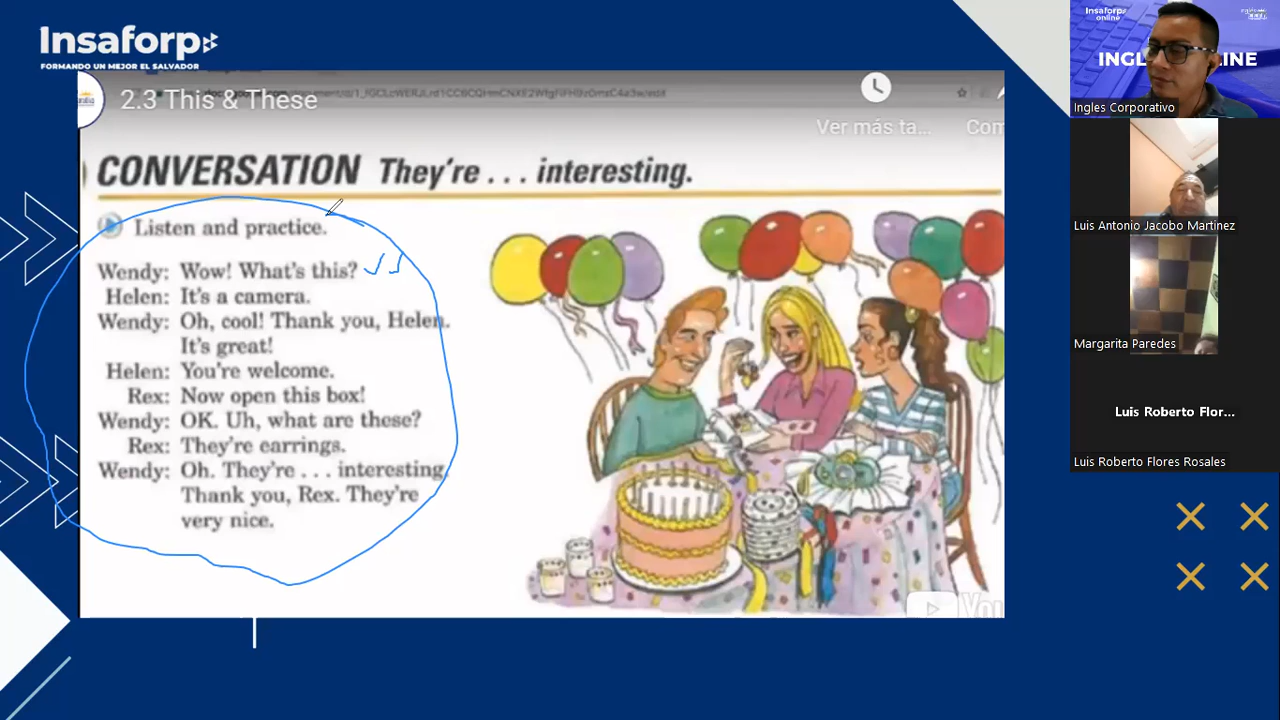 Insaforp
FORMANDO UN MEJOR EL SALVADOR
2.3 This & These
Ver más ta...
CONVERSATION They're . . . interesting.
Listen and practice.
Wendy: Wow! What's this?
Helen: It's a camera.
Wendy: Oh, cool! Thank you, Helen.
It's great!
Helen: You're welcome.
Rex: Now open this box!
Wendy: OK. Uh, what are these?
Rex: They're earrings.
Wendy: Oh. They're . . . interesting
Thank you, Rex. They're
very nice.
Insaforp
online
Ingles Corporativo
Luis Antonio Jacobo Martinez
Margarita Paredes
Luis Roberto Flor...
Luis Roberto Flores Rosales